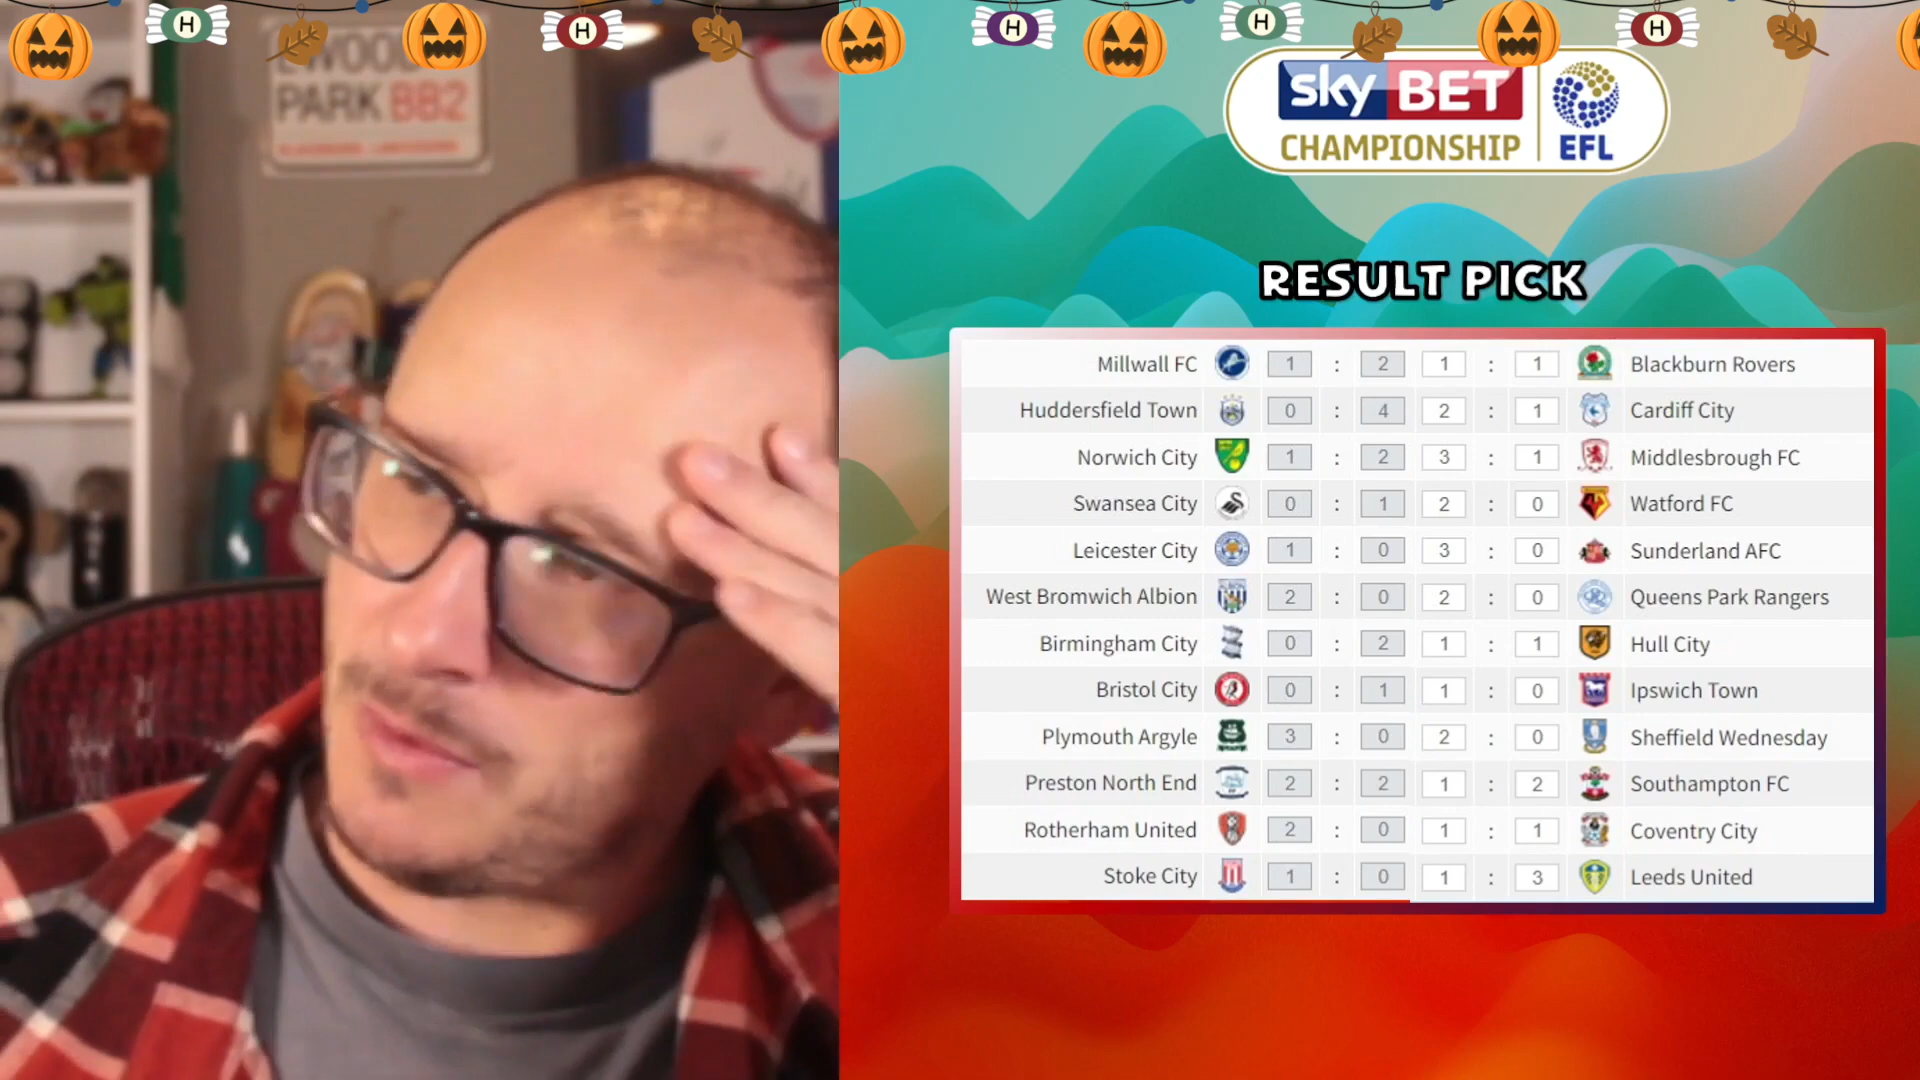 H
H
H
H
H
EWOOD
PARK BB2
sky BET
CHAMPIONSHIP
EFL
RESULT PICK
Millwall FC 1 : 2 1 : 1 Blackburn Rovers
Huddersfield Town 0 : 4 2 : 1 Cardiff City
Norwich City 1 : 2 3 : 1 Middlesbrough FC
Swansea City 0 : 1 2 : 0 Watford FC
Leicester City 1 : 0 3 : 0 Sunderland AFC
West Bromwich Albion 2 : 0 2 : 0 Queens Park Rangers
Birmingham City 0 : 2 1 : 1 Hull City
Bristol City 0 : 1 1 : 0 Ipswich Town
Plymouth Argyle 3 : 0 2 : 0 Sheffield Wednesday
Preston North End 2 : 2 1 : 2 Southampton FC
Rotherham United 2 : 0 1 : 1 Coventry City
Stoke City 1 : 0 1 : 3 Leeds United